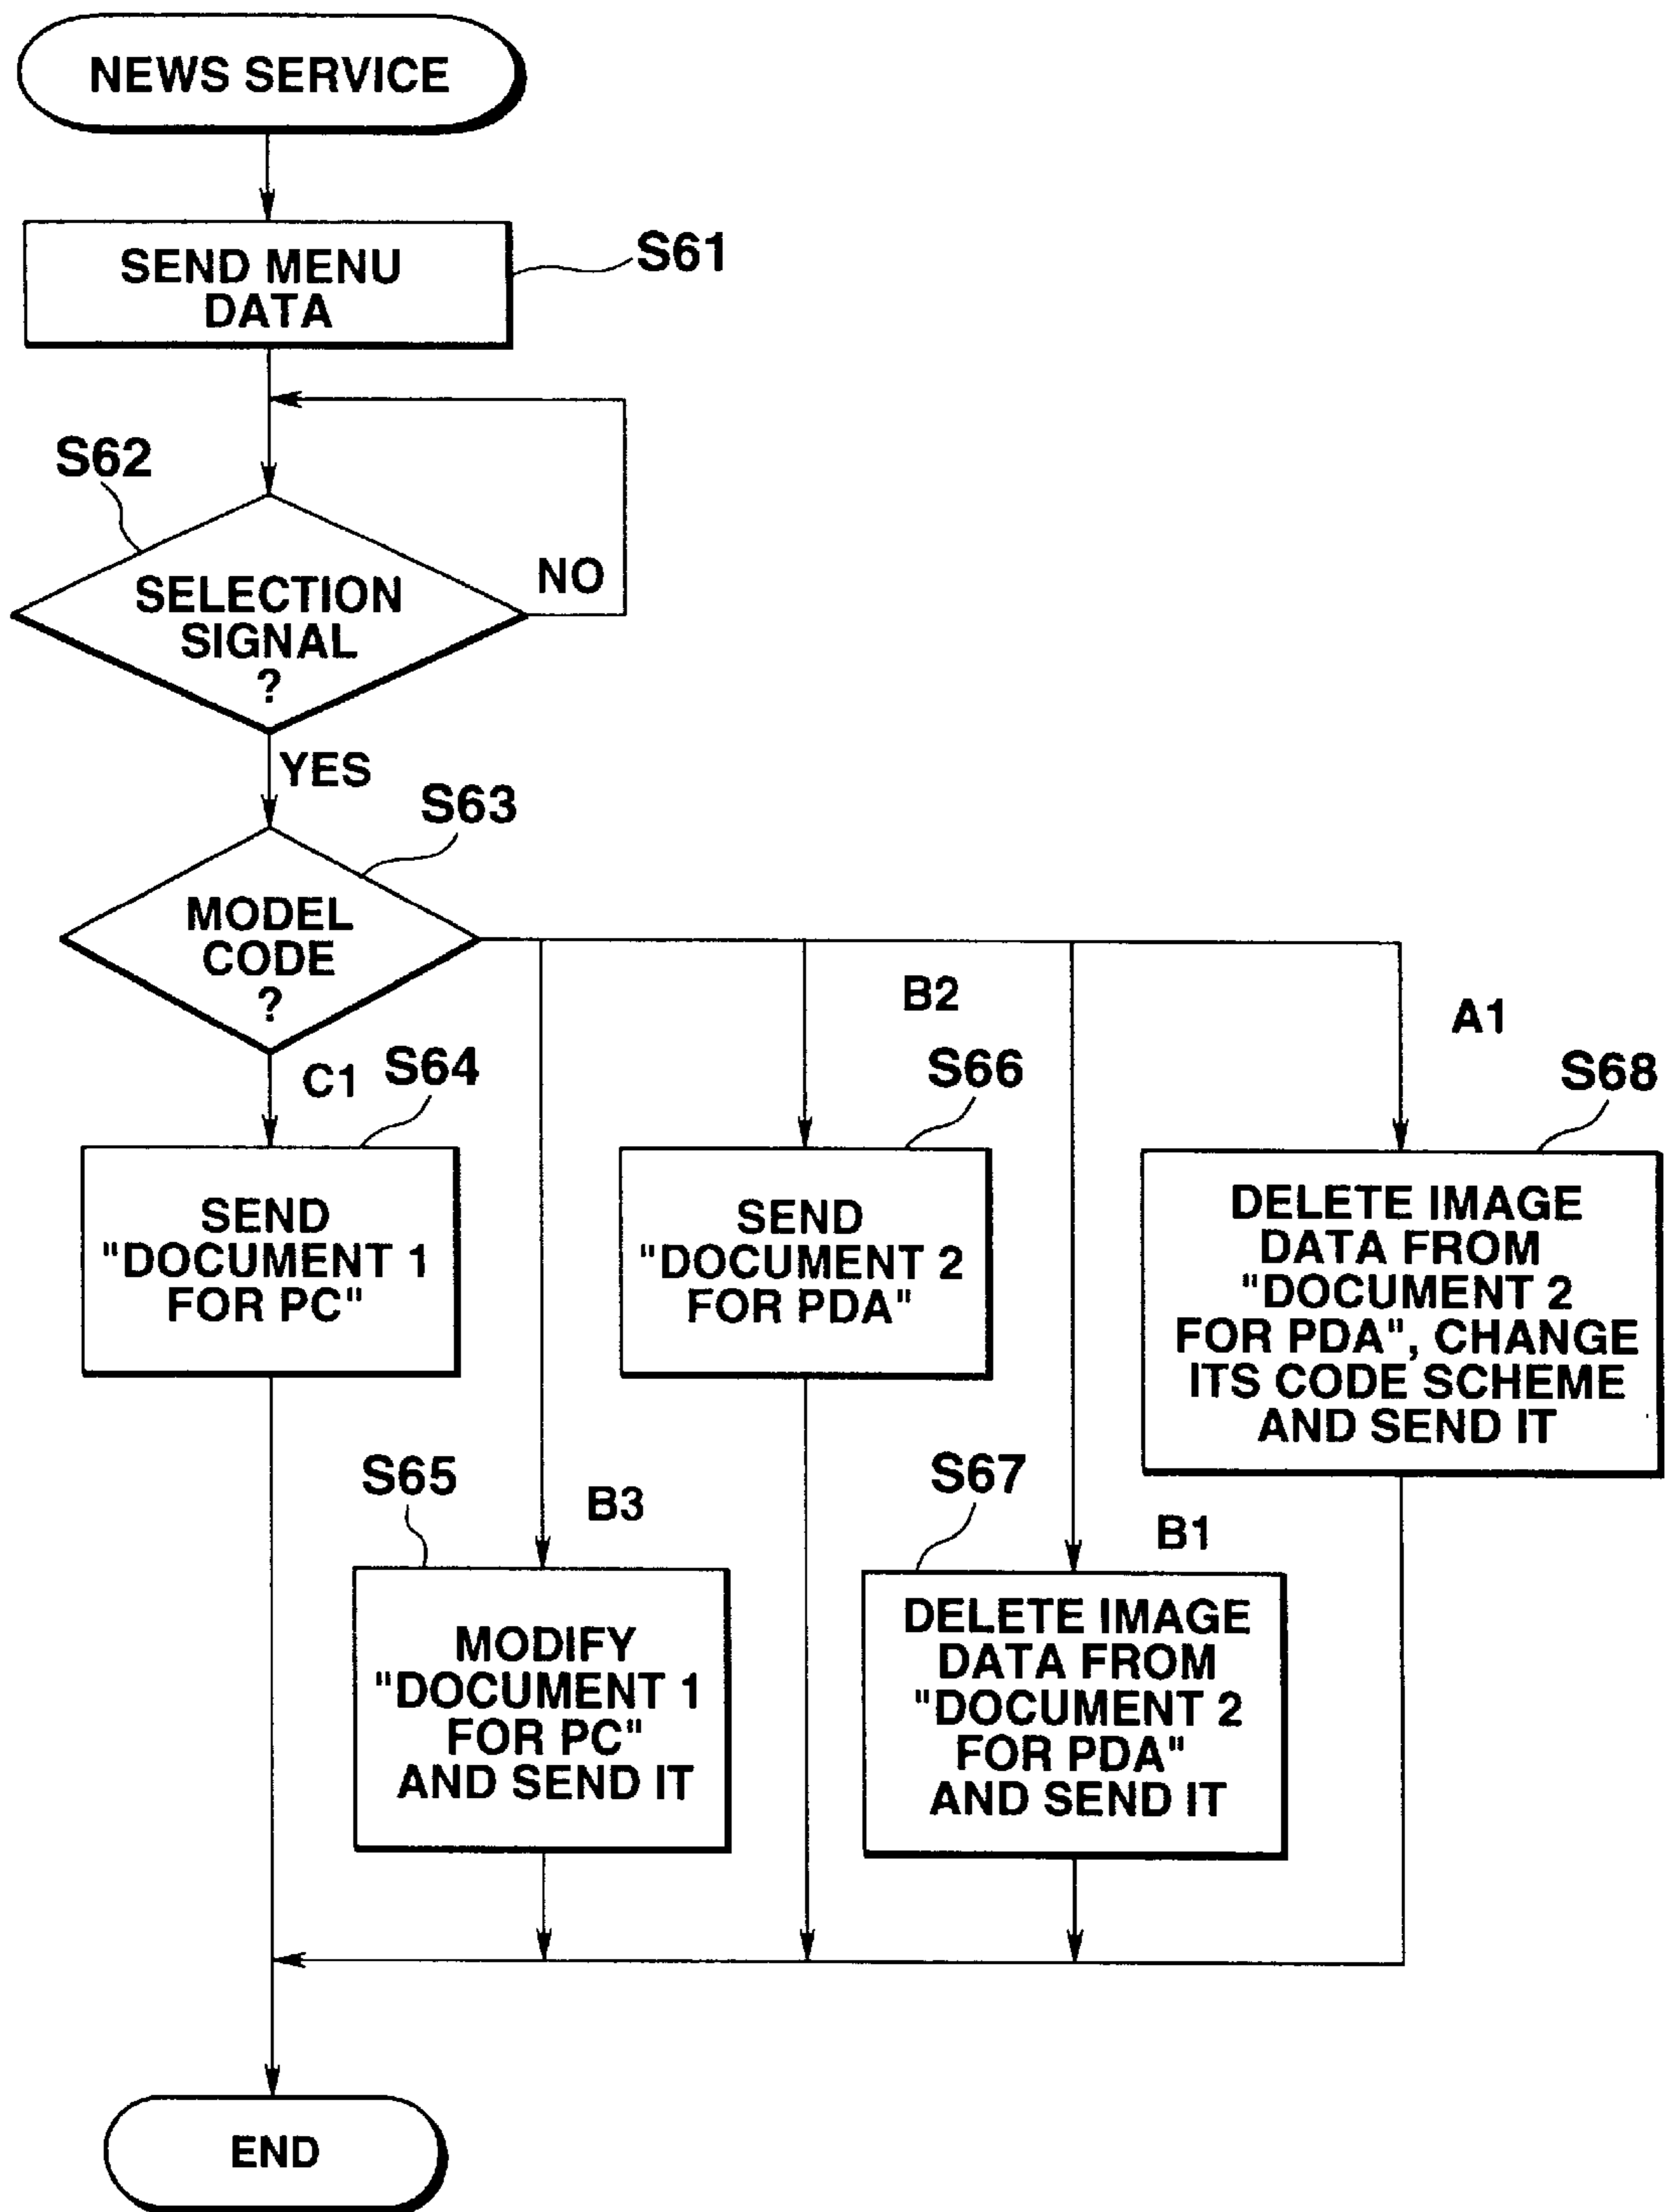 NEWS SERVICE
SEND MENU
DATA
S61
S62
SELECTION
SIGNAL
?
NO
YES
S63
MODEL
CODE
?
C1
S64
SEND
"DOCUMENT 1
FOR PC"
B3
S65
MODIFY
"DOCUMENT 1
FOR PC"
AND SEND IT
B2
S66
SEND
"DOCUMENT 2
FOR PDA"
B1
S67
DELETE IMAGE
DATA FROM
"DOCUMENT 2
FOR PDA"
AND SEND IT
A1
S68
DELETE IMAGE
DATA FROM
"DOCUMENT 2
FOR PDA", CHANGE
ITS CODE SCHEME
AND SEND IT
END